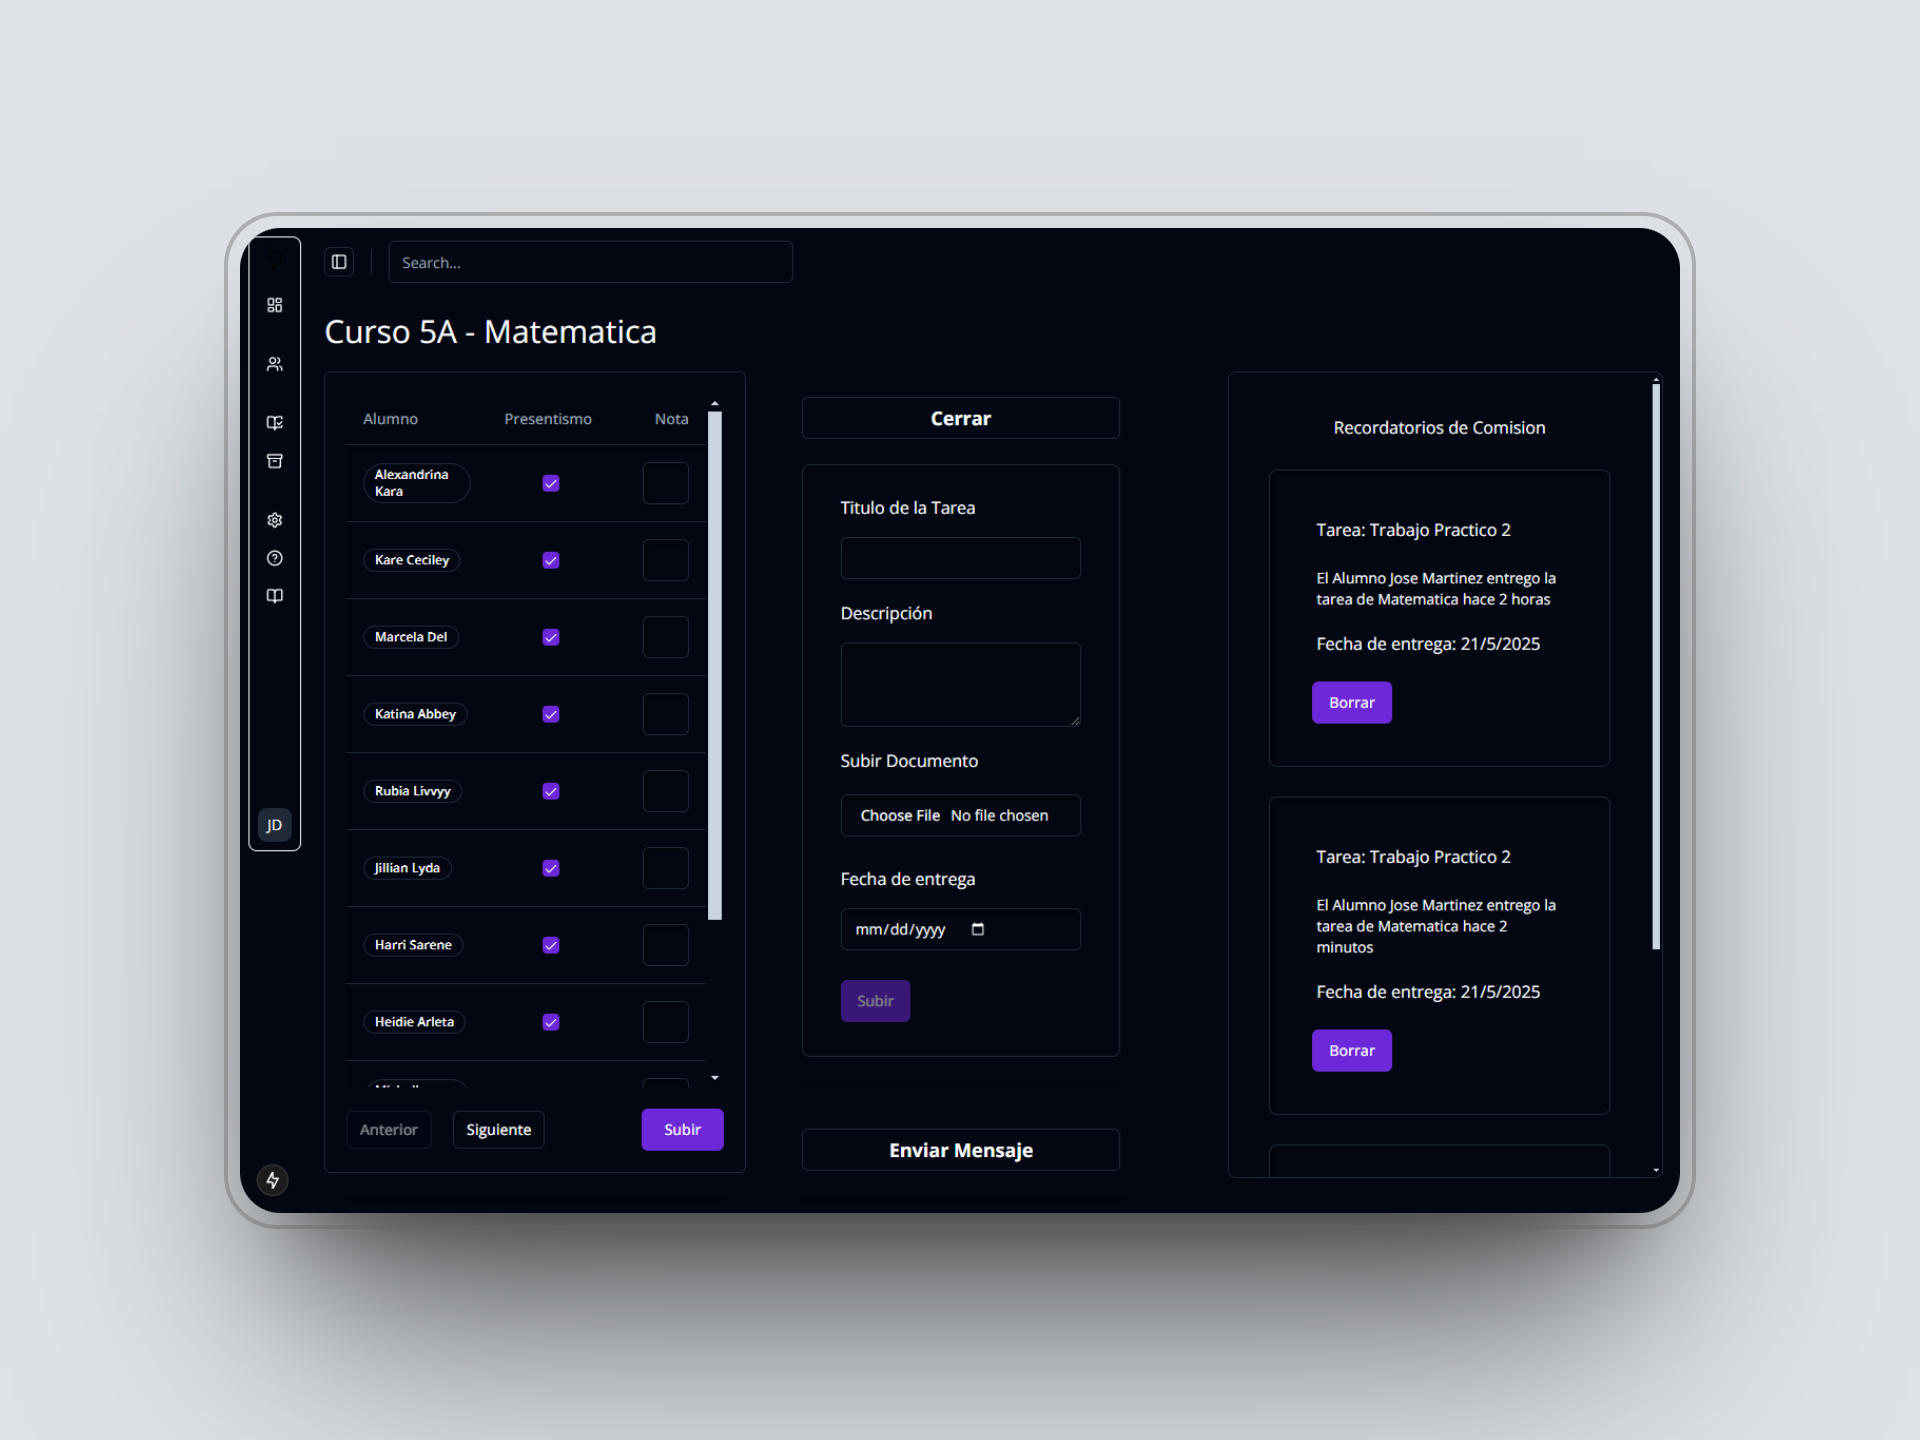 Search...
Curso 5A - Matematica
Alumno Presentismo Nota
Alexandrina
Kara
Kare Ceciley
Marcela Del
Katina Abbey
Rubia Livvyy
Jillian Lyda
Harri Sarene
Heidie Arleta
Anterior Siguiente Subir
JD
Cerrar
Titulo de la Tarea
Descripción
Subir Documento
Choose File No file chosen
Fecha de entrega
mm/dd/yyyy
Subir
Enviar Mensaje
Recordatorios de Comision
Tarea: Trabajo Practico 2
El Alumno Jose Martinez entrego la
tarea de Matematica hace 2 horas
Fecha de entrega: 21/5/2025
Borrar
Tarea: Trabajo Practico 2
El Alumno Jose Martinez entrego la
tarea de Matematica hace 2
minutos
Fecha de entrega: 21/5/2025
Borrar